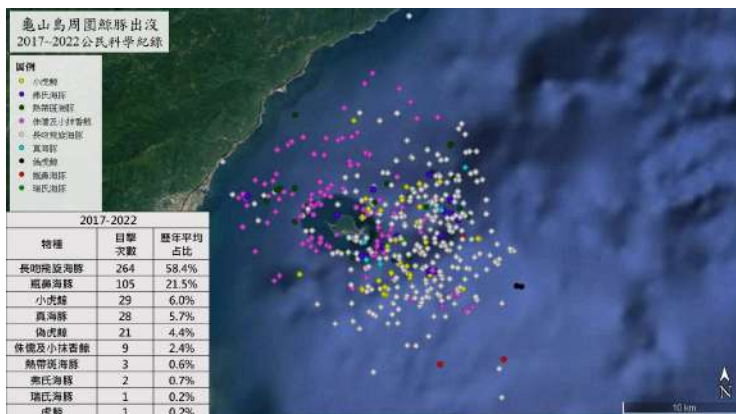 龜山島周圍鯨豚出沒
2017~2022公民科學紀錄
圖例
小虎鯨
弗氏海豚
熱帶斑海豚
侏儒及小抹香鯨
長吻飛旋海豚
真海豚
偽虎鯨
瓶鼻海豚
瑞氏海豚
2017-2022
物種 目擊次數 歷年平均占比
長吻飛旋海豚 264 58.4%
瓶鼻海豚 105 21.5%
小虎鯨 29 6.0%
真海豚 28 5.7%
偽虎鯨 21 4.4%
侏儒及小抹香鯨 9 2.4%
熱帶斑海豚 3 0.6%
弗氏海豚 2 0.7%
瑞氏海豚 1 0.2%
虎鯨 1 0.2%
N
10 km